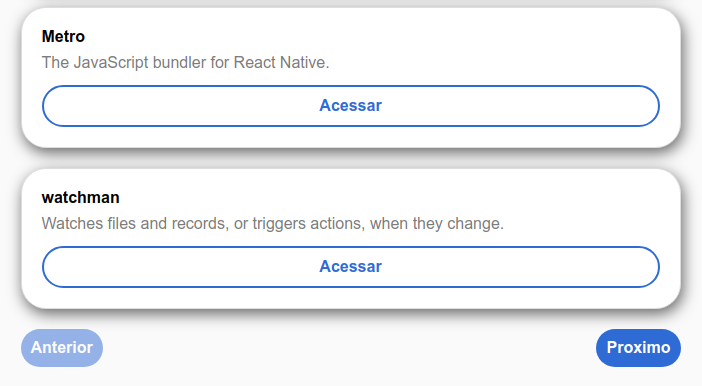 Metro
The JavaScript bundler for React Native.
Acessar
watchman
Watches files and records, or triggers actions, when they change.
Acessar
Anterior
Proximo